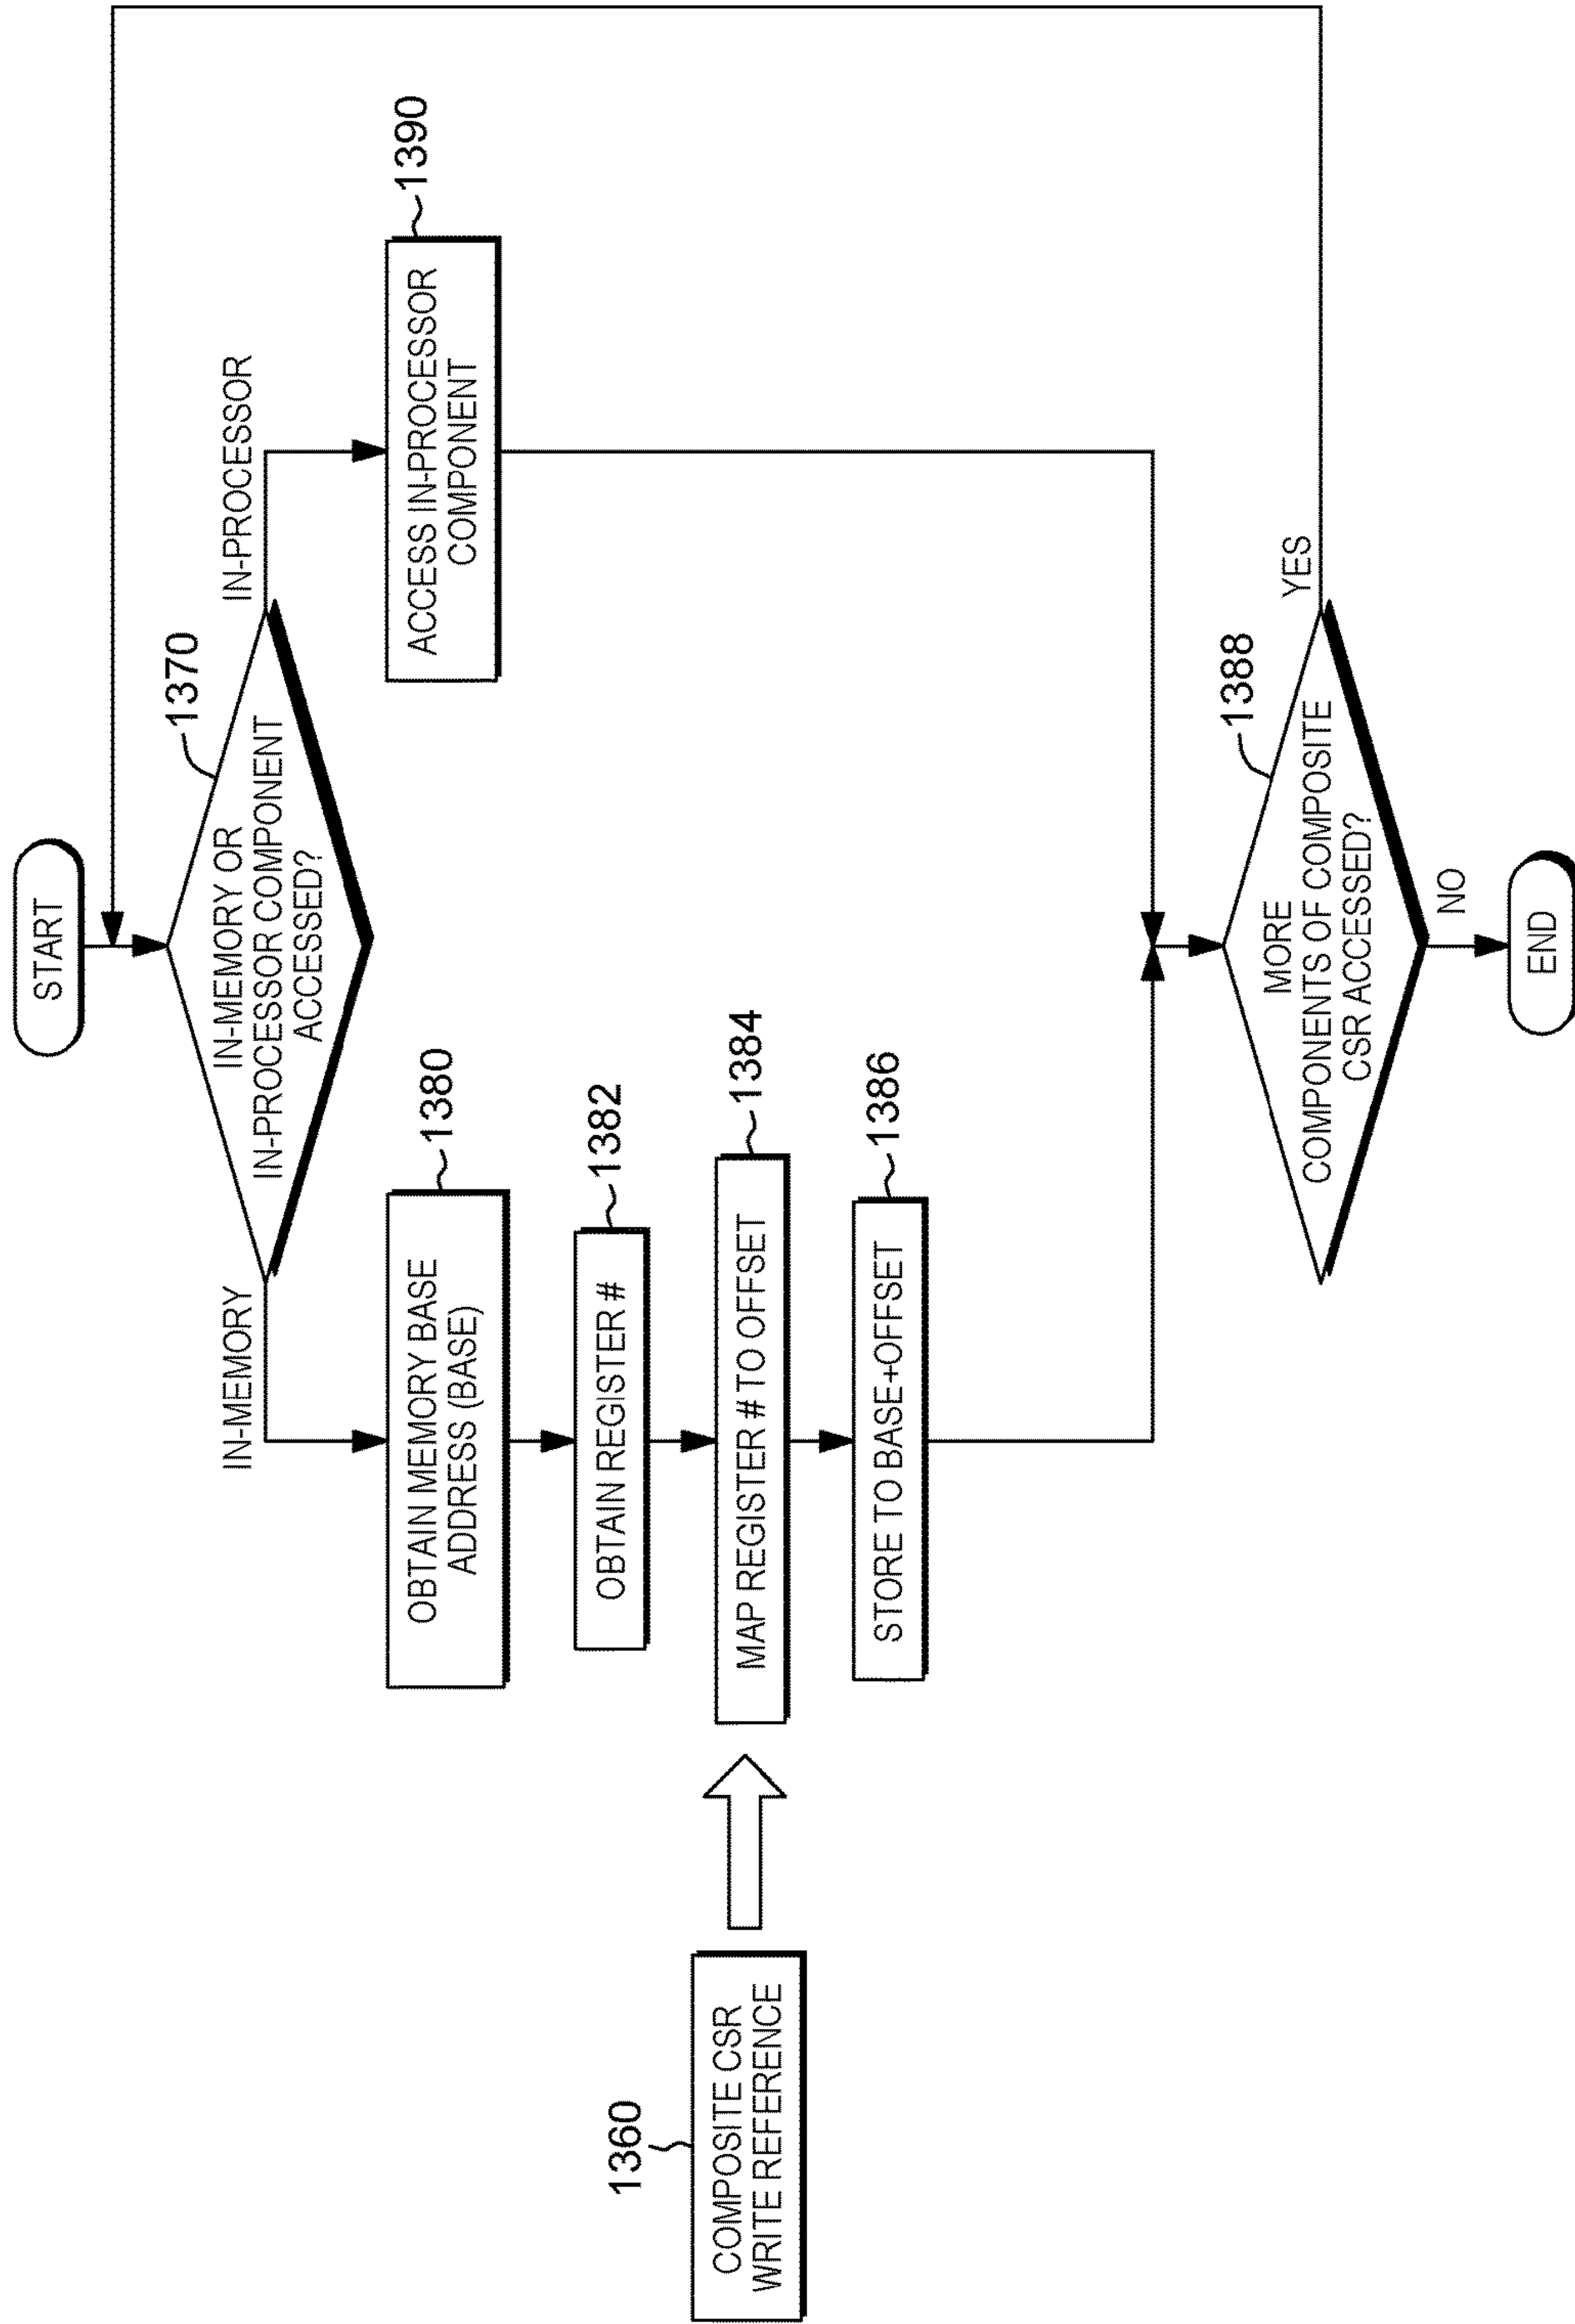 START
1370
IN-MEMORY OR
IN-PROCESSOR COMPONENT
ACCESSED?
IN-MEMORY
IN-PROCESSOR
OBTAIN MEMORY BASE
ADDRESS (BASE)
1380
ACCESS IN-PROCESSOR
COMPONENT
1390
OBTAIN REGISTER #
1382
1360
COMPOSITE CSR
WRITE REFERENCE
MAP REGISTER # TO OFFSET
1384
STORE TO BASE+OFFSET
1386
1388
MORE
COMPONENTS OF COMPOSITE
CSR ACCESSED?
YES
NO
END